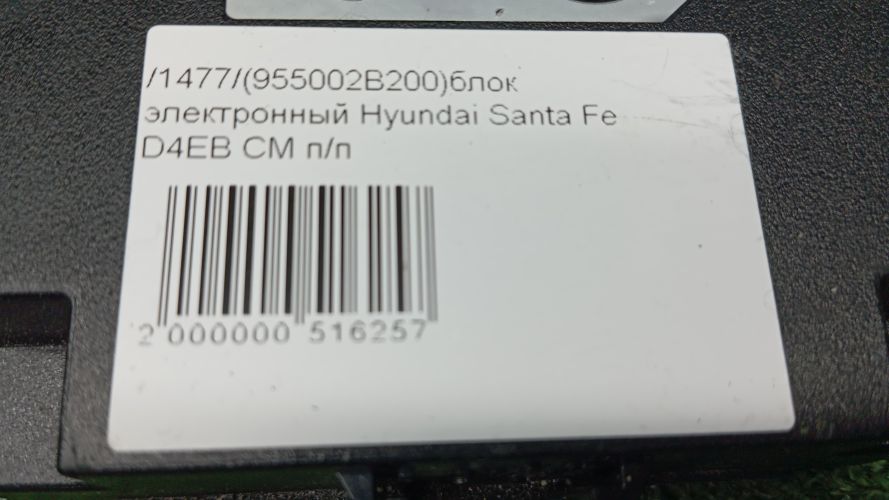 /1477/(955002B200)блок
электронный Hyundai Santa Fe
D4EB CM п/п
2 000000 516257